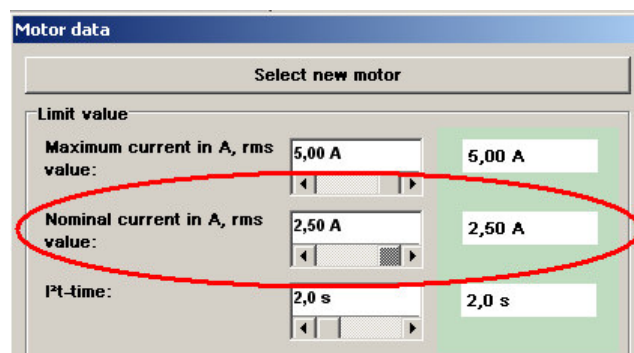 Motor data
Select new motor
Limit value
Maximum current in A, rms
value:
5,00 A
5,00 A
Nominal current in A, rms
value:
2,50 A
2,50 A
I²t-time:
2,0 s
2,0 s